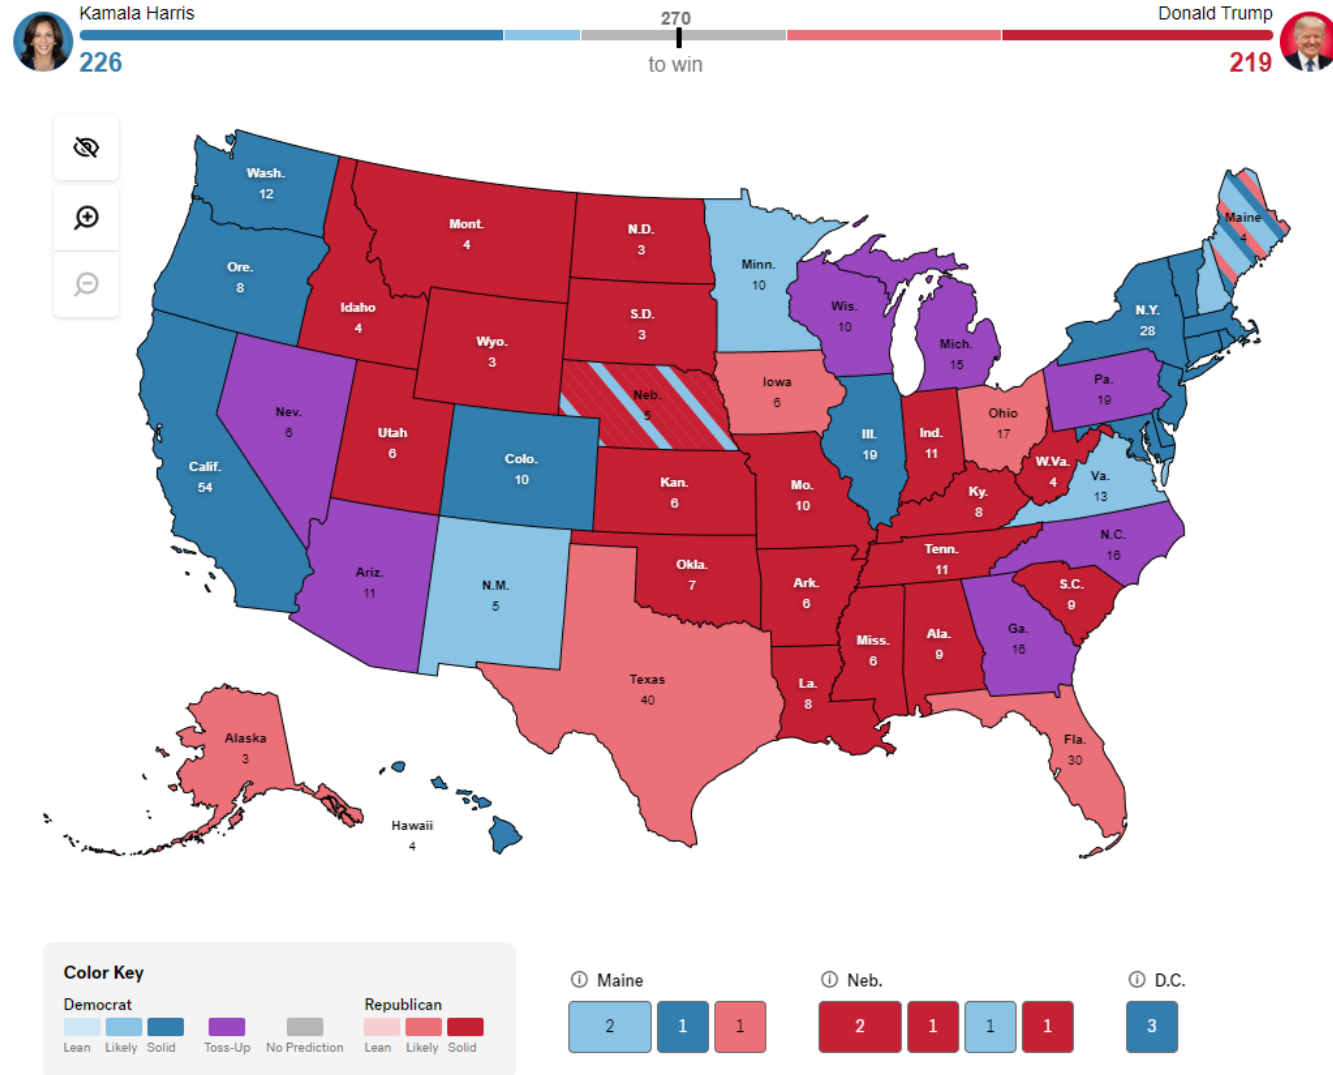 Kamala Harris
270
Donald Trump
226
to win
219
Wash.
12
Ore.
8
Calif.
54
Nev.
6
Idaho
4
Mont.
4
Wyo.
3
Utah
6
Colo.
10
Ariz.
11
N.M.
5
N.D.
3
S.D.
3
Neb.
5
Kan.
6
Okla.
7
Texas
40
Minn.
10
Iowa
6
Mo.
10
Ark.
6
La.
8
Wis.
10
Ill.
19
Mich.
15
Ind.
11
Ohio
17
Ky.
8
Tenn.
11
Miss.
6
Ala.
9
Ga.
16
Fla.
30
S.C.
9
N.C.
16
Va.
13
W.Va.
4
Pa.
19
N.Y.
28
Maine
4
Alaska
3
Hawaii
4
Color Key
Democrat
Republican
Lean Likely Solid Toss-Up No Prediction Lean Likely Solid
Maine
2 1 1
Neb.
2 1 1 1
D.C.
3